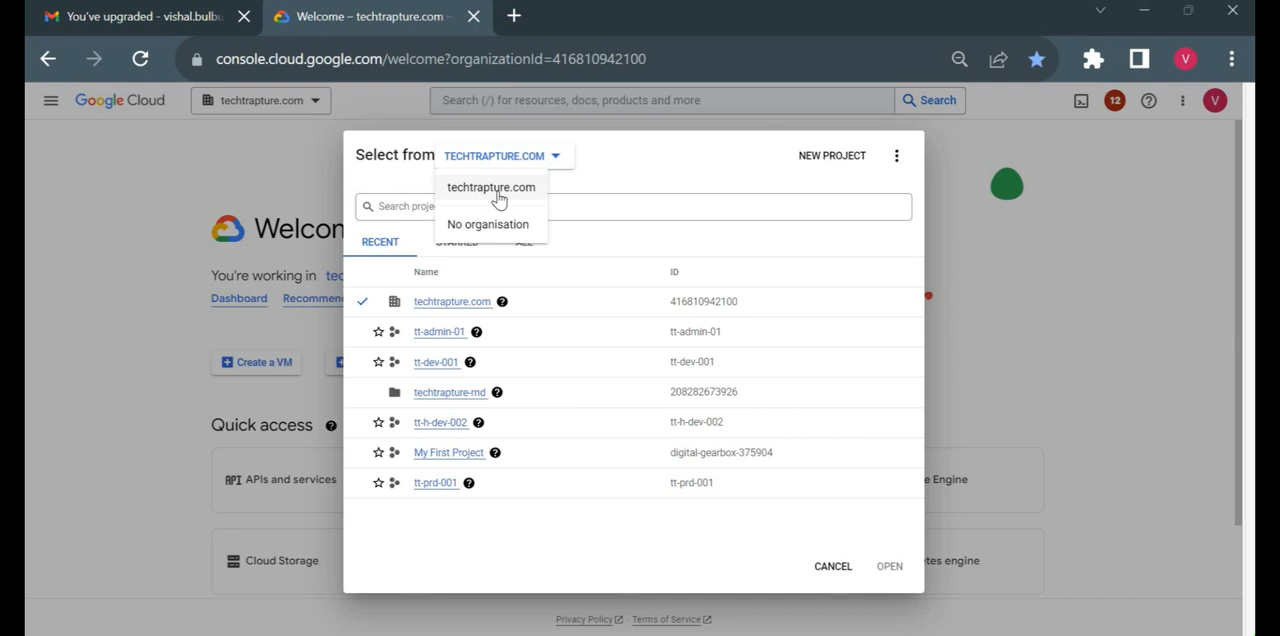 You've upgraded - vishal.bulbu
Welcome – techtrapture.com –
console.cloud.google.com/welcome?organizationId=416810942100
V
Google Cloud
techtrapture.com
Search (/) for resources, docs, products and more
Search
12
V
Select from
TECHTRAPTURE.COM
NEW PROJECT
techtrapture.com
Search proje
No organisation
RECENT
ALL
Welcon
You're working in tec
Dashboard
Recommen
Create a VM
Quick access
API APIs and services
Cloud Storage
Name
ID
techtrapture.com
416810942100
tt-admin-01
tt-admin-01
tt-dev-001
tt-dev-001
techtrapture-rnd
208282673926
tt-h-dev-002
tt-h-dev-002
My First Project
digital-gearbox-375904
tt-prd-001
tt-prd-001
e Engine
etes engine
CANCEL
OPEN
Privacy Policy
Terms of Service